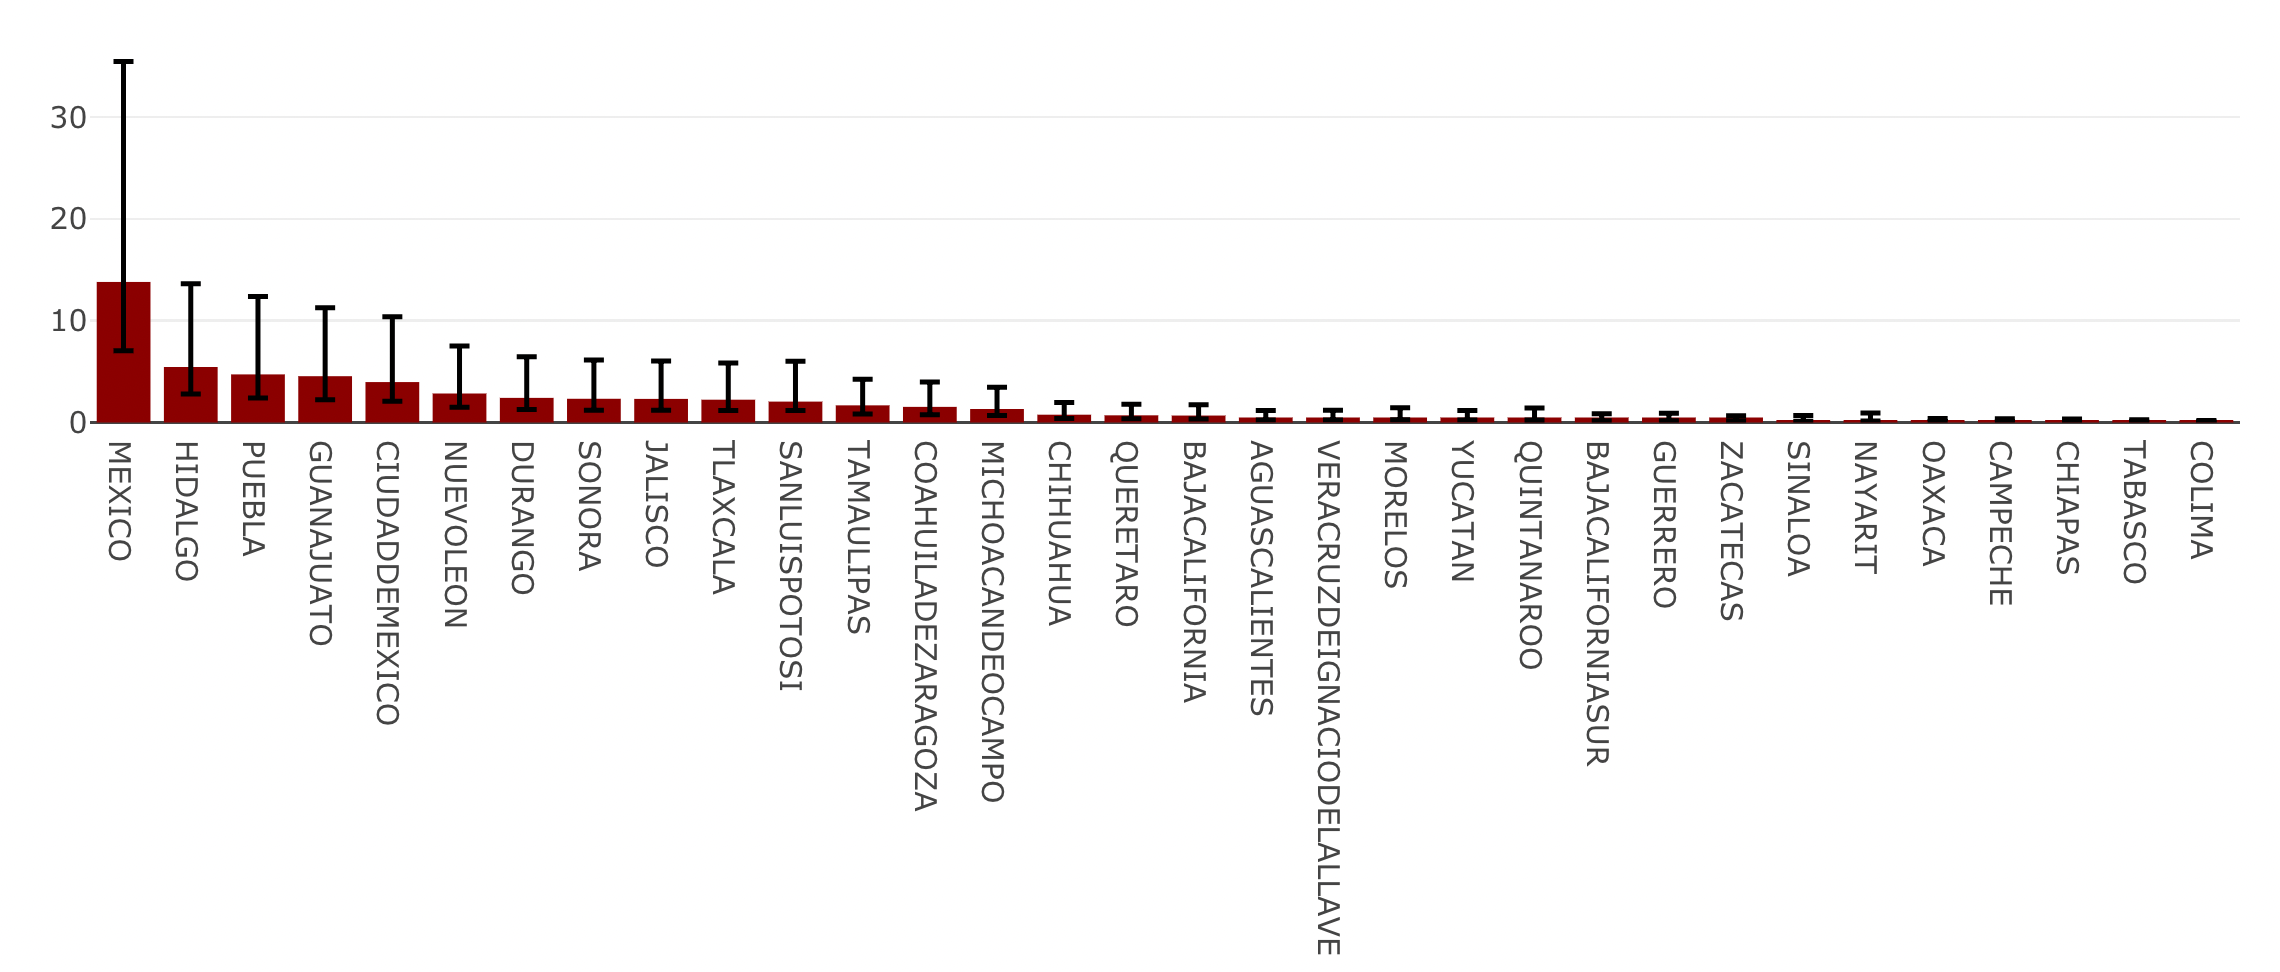 30
20
10
0
MEXICO
HIDALGO
PUEBLA
GUANAJUATO
CIUDADDEMEXICO
NUEVOLEON
DURANGO
SONORA
JALISCO
TLAXCALA
SANLUISPOTOSI
TAMAULIPAS
COAHUILADEZARAGOZA
MICHOACANDEOCAMPO
CHIHUAHUA
QUERETARO
BAJACALIFORNIA
AGUASCALIENTES
VERACRUZDEIGNACIODELALLAVE
MORELOS
YUCATAN
QUINTANAROO
BAJACALIFORNIASUR
GUERRERO
ZACATECAS
SINALOA
NAYARIT
OAXACA
CAMPECHE
CHIAPAS
TABASCO
COLIMA